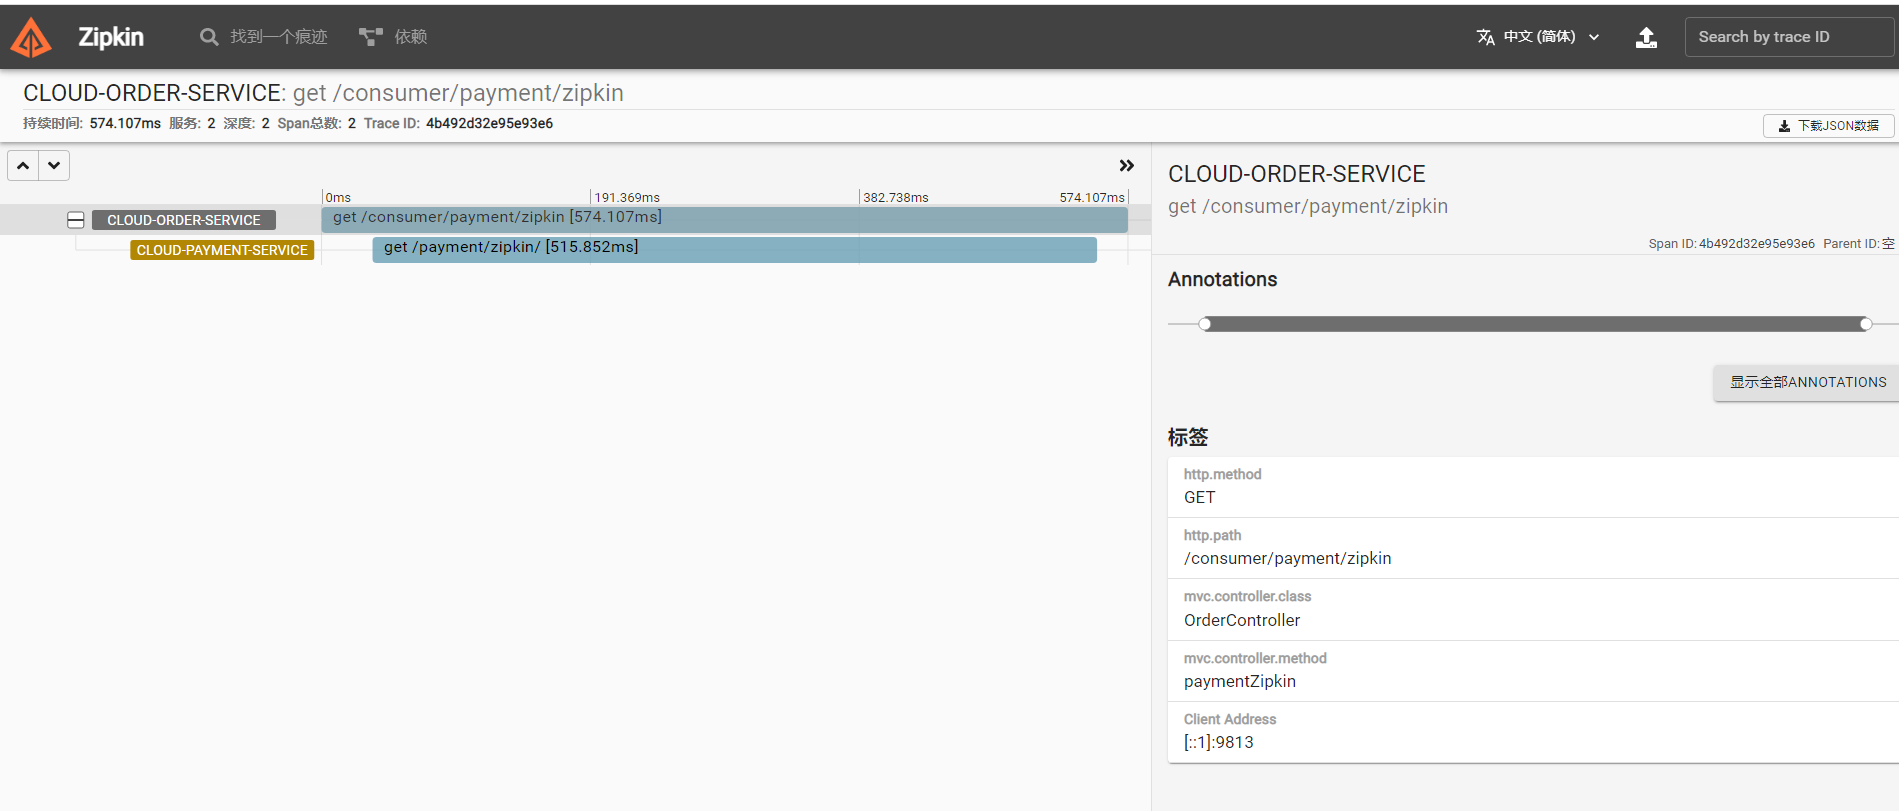 Zipkin 找到一个痕迹 依赖 中文 (简体) Search by trace ID
CLOUD-ORDER-SERVICE: get /consumer/payment/zipkin
持续时间: 574.107ms 服务: 2 深度: 2 Span总数: 2 Trace ID: 4b492d32e95e93e6
下载JSON数据
0ms 191.369ms 382.738ms 574.107ms
CLOUD-ORDER-SERVICE get /consumer/payment/zipkin [574.107ms]
CLOUD-PAYMENT-SERVICE get /payment/zipkin/ [515.852ms]
CLOUD-ORDER-SERVICE
get /consumer/payment/zipkin
Span ID: 4b492d32e95e93e6 Parent ID: 空
Annotations
显示全部ANNOTATIONS
标签
http.method
GET
http.path
/consumer/payment/zipkin
mvc.controller.class
OrderController
mvc.controller.method
paymentZipkin
Client Address
[::1]:9813